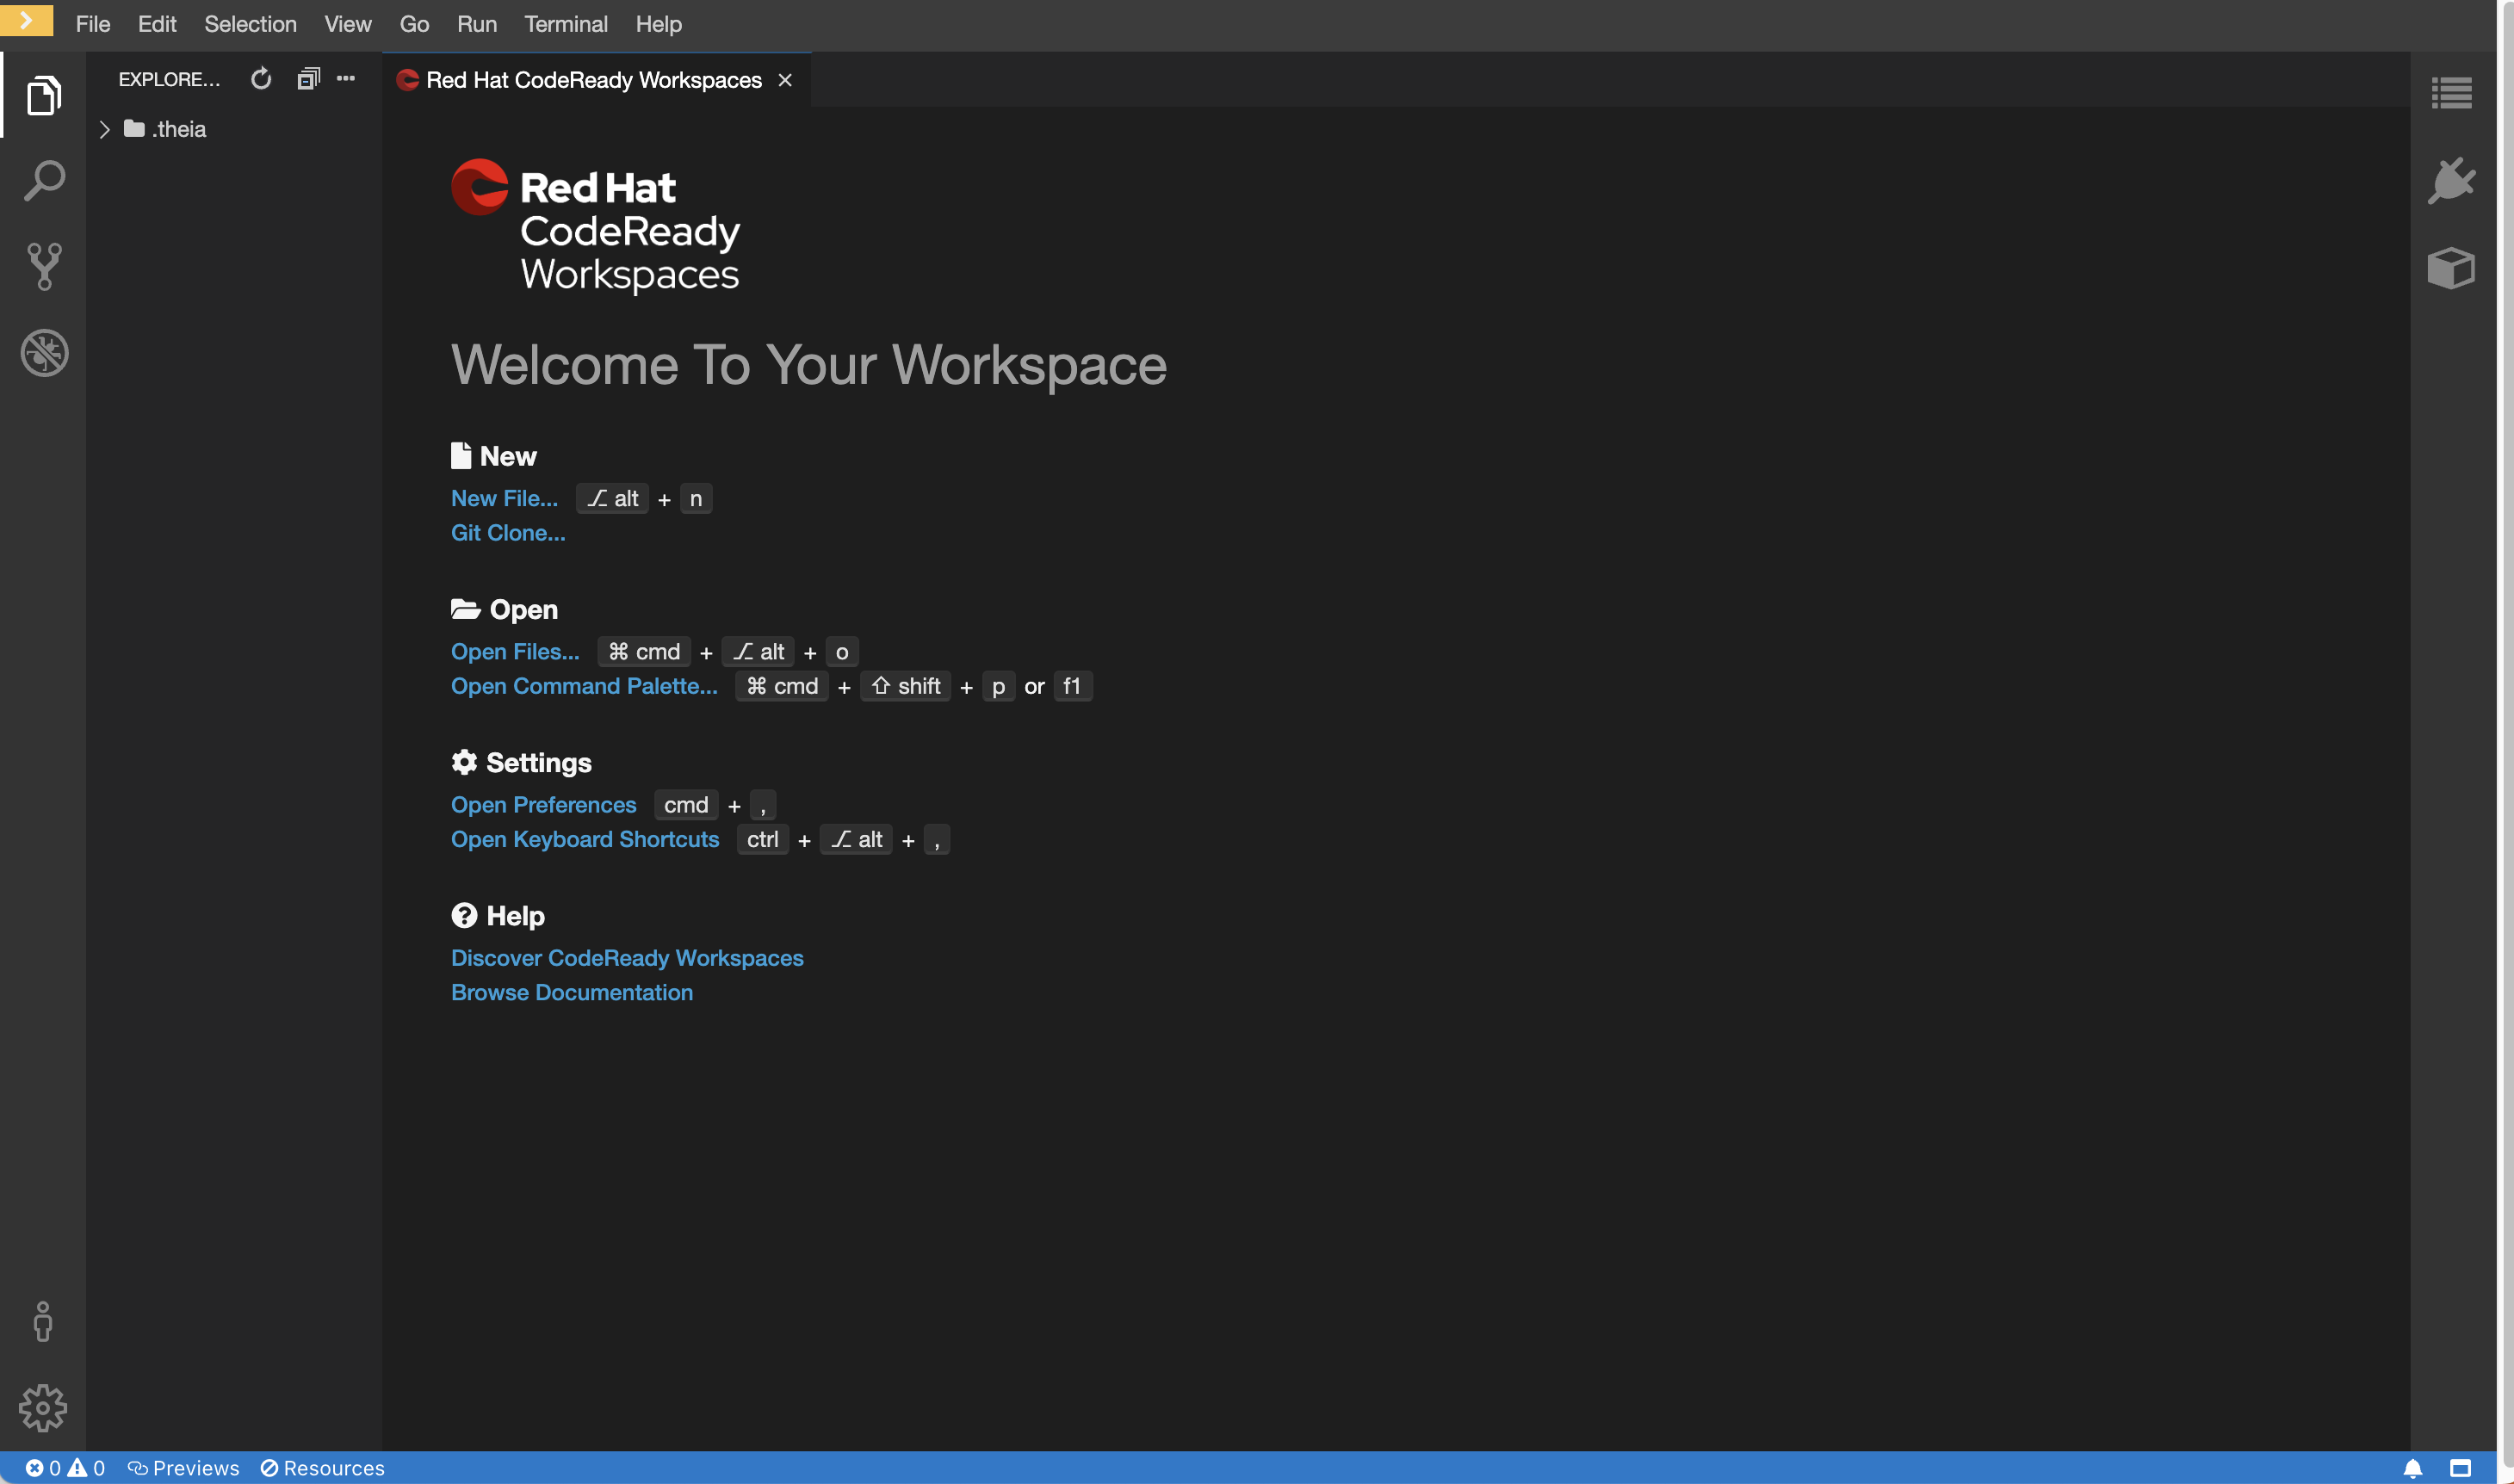 File Edit Selection View Go Run Terminal Help
EXPLORE...
Red Hat CodeReady Workspaces
.theia
Red Hat
CodeReady
Workspaces
Welcome To Your Workspace
New
New File... ⌥ alt + n
Git Clone...
Open
Open Files... ⌘ cmd + ⌥ alt + o
Open Command Palette... ⌘ cmd + ⇧ shift + p or f1
Settings
Open Preferences cmd + ,
Open Keyboard Shortcuts ctrl + ⌥ alt + ,
Help
Discover CodeReady Workspaces
Browse Documentation
0 0 Previews Resources